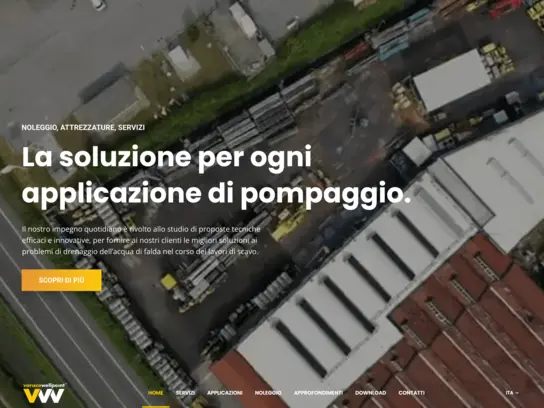 NOLEGGIO, ATTREZZATURE, SERVIZI
La soluzione per ogni
applicazione di pompaggio.
Il nostro impegno quotidiano è rivolto allo studio di proposte tecniche
efficaci e innovative, per fornire ai nostri clienti le migliori soluzioni ai
problemi di drenaggio dell'acqua di falda nel corso dei lavori di scavo.
SCOPRI DI PIÙ
varuzzawellpoint
VW
HOME SERVIZI APPLICAZIONI NOLEGGIO APPROFONDIMENTI DOWNLOAD CONTATTI ITA